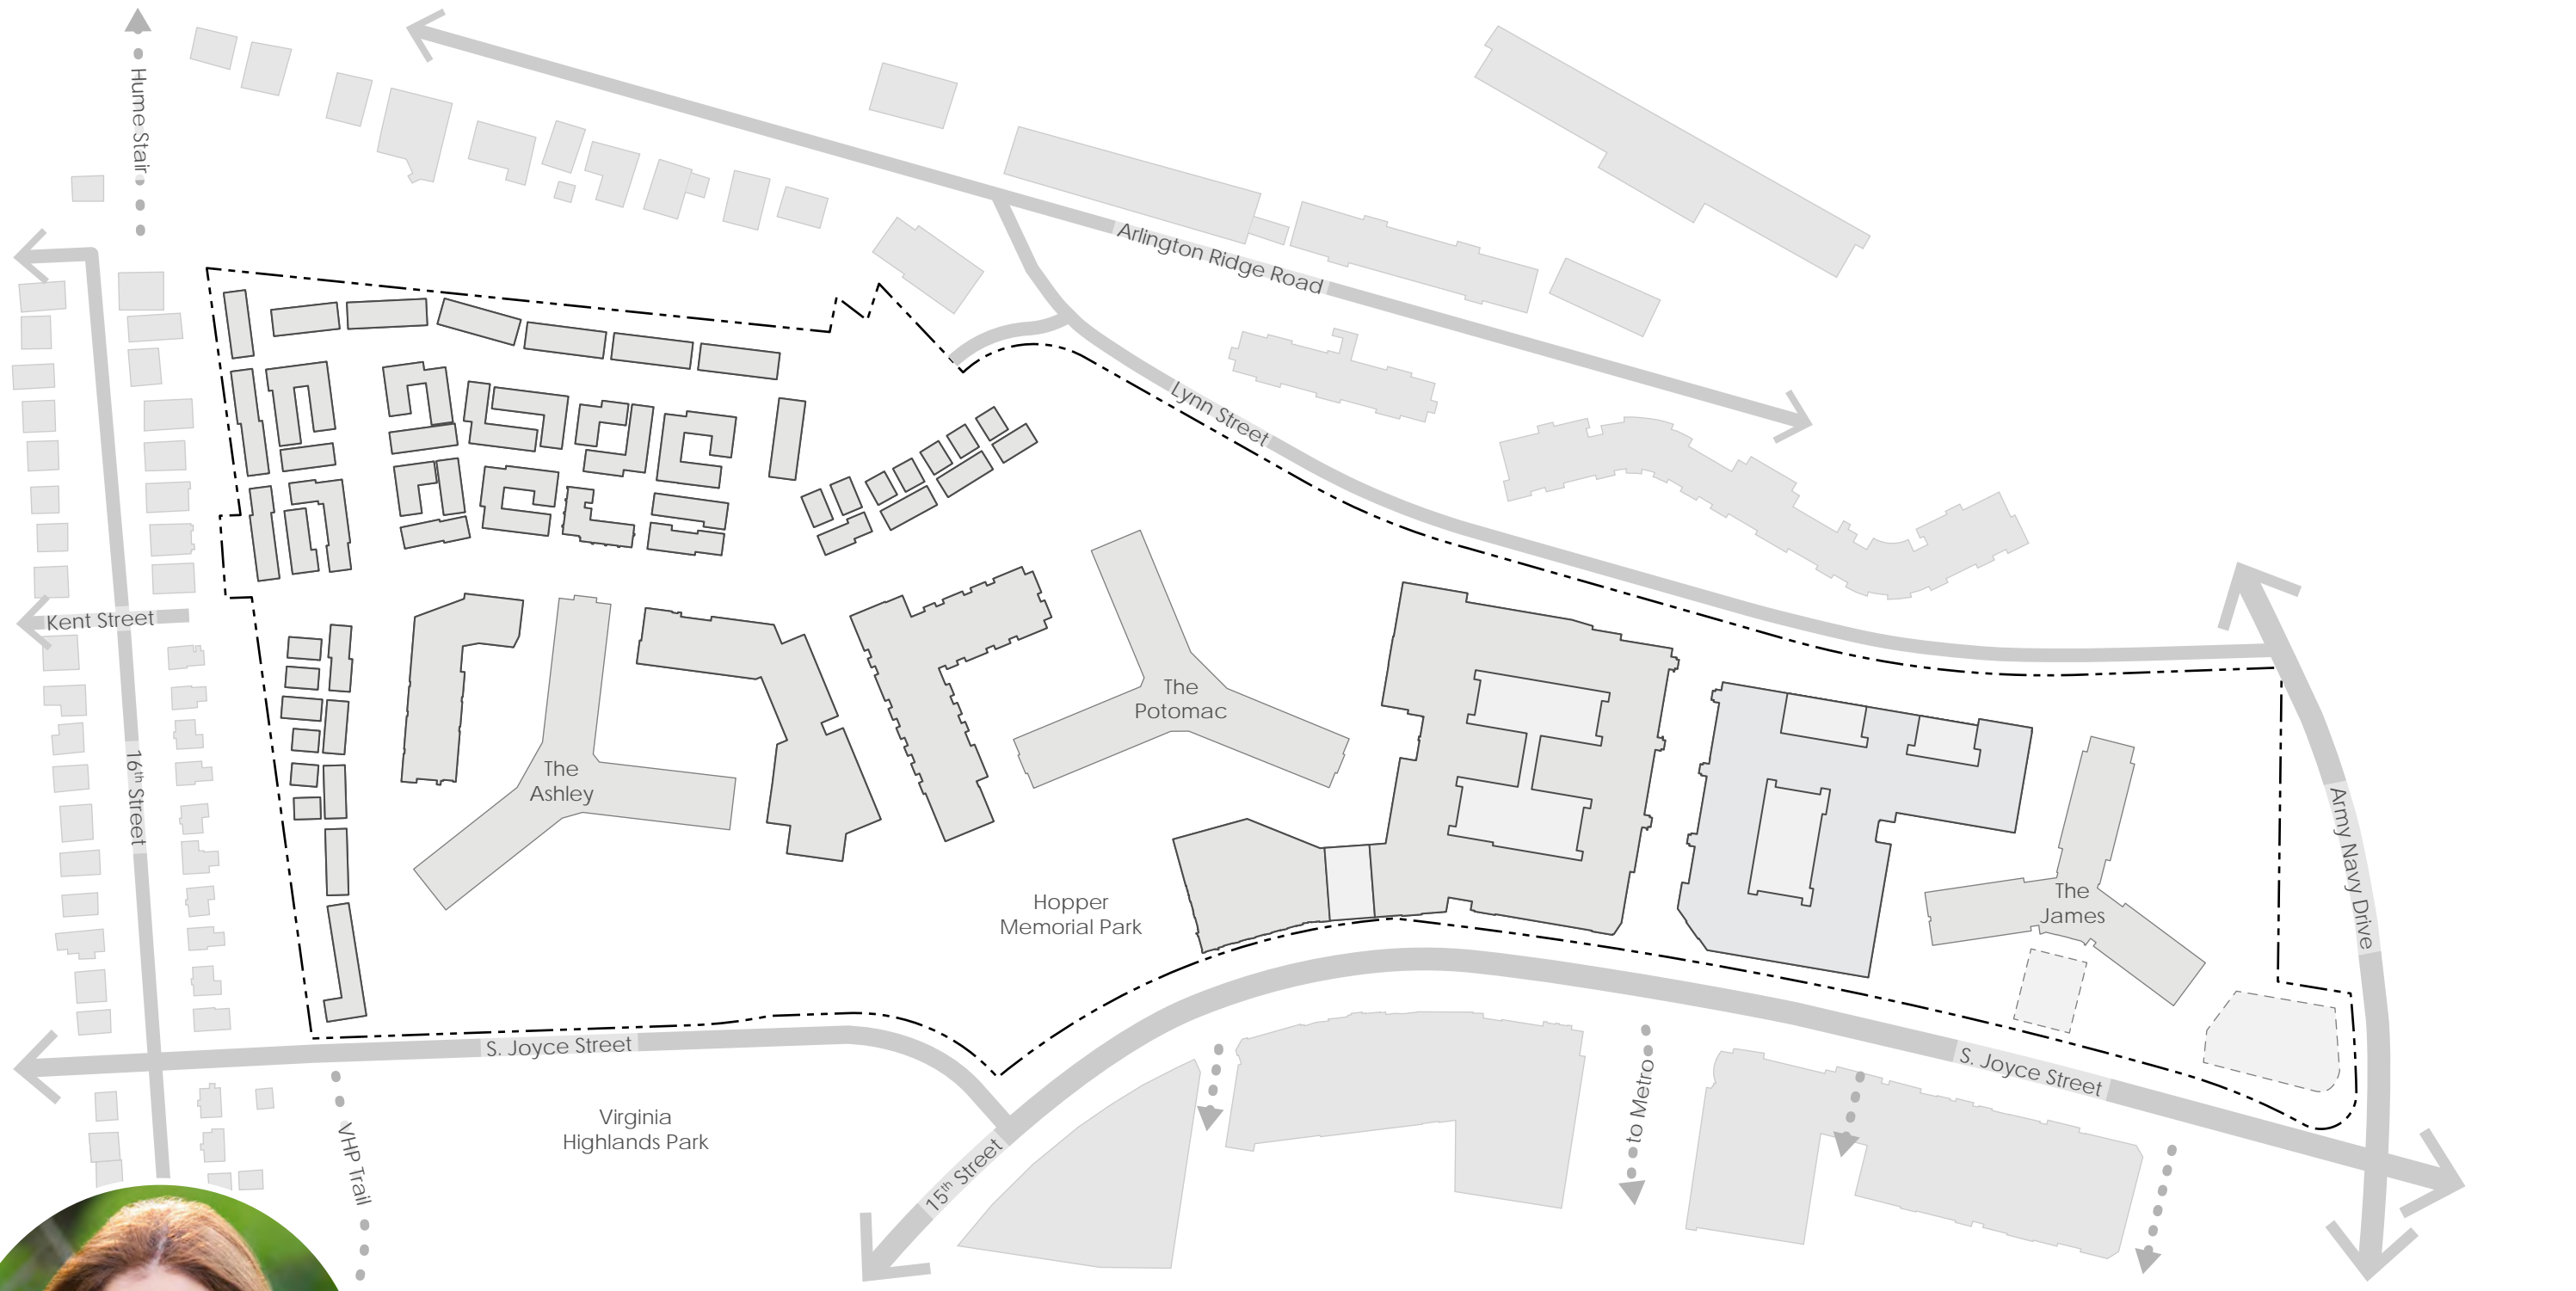 Hume Stair
Arlington Ridge Road
Lynn Street
Kent Street
16th Street
The
Ashley
The
Potomac
Hopper
Memorial Park
The
James
Army Navy Drive
S. Joyce Street
S. Joyce Street
VHP Trail
Virginia
Highlands Park
15th Street
to Metro